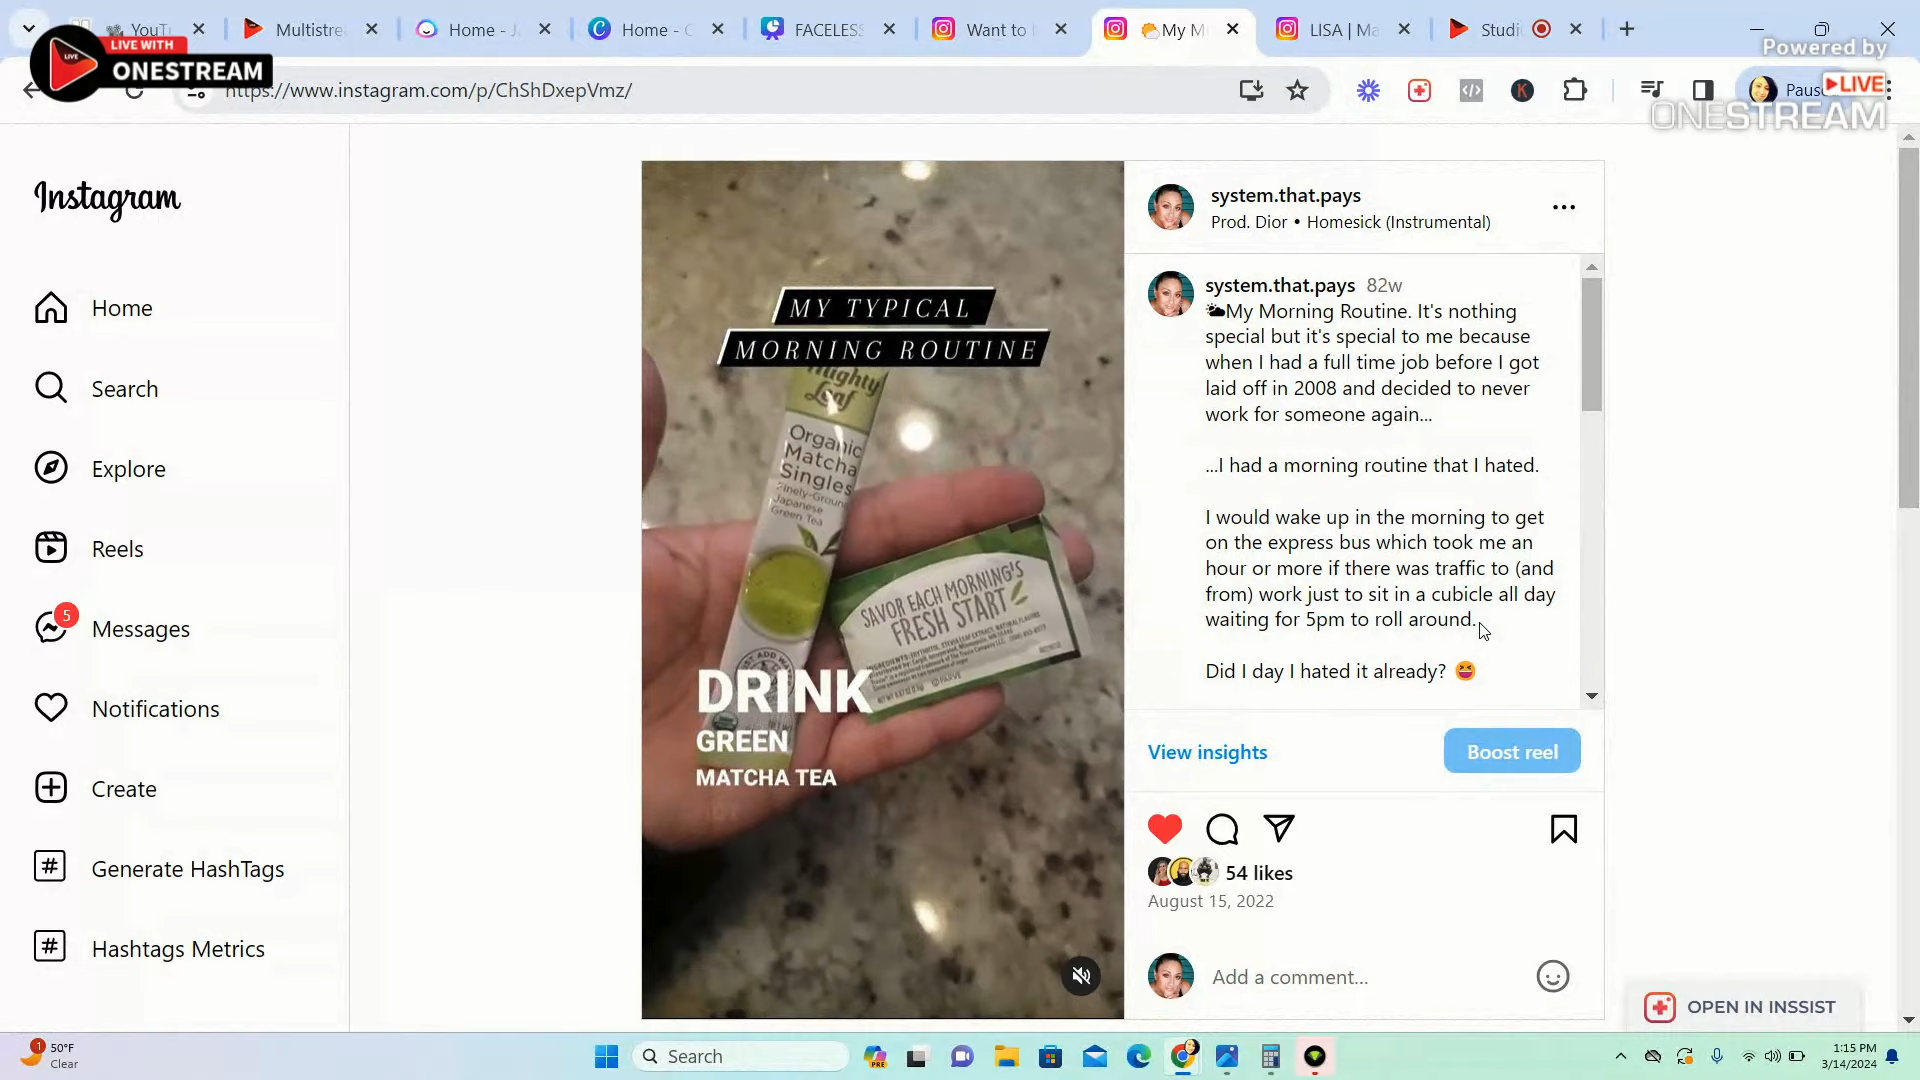 YouTu
Multistre
Home - J
Home - C
FACELESS
Want to
My M
LISA | Ma
Studi
LIVE WITH
ONESTREAM
LIVE
Powered by
LIVE
ONESTREAM
https://www.instagram.com/p/ChShDxepVmz/
K
Paus
Instagram
Home
Search
Explore
Reels
5
Messages
Notifications
Create
# Generate HashTags
# Hashtags Metrics
MY TYPICAL
MORNING ROUTINE
Mighty
Leaf
Organic
Matcha
Singles
Finely-Ground
Japanese
Green Tea
SAVOR EACH MORNING'S
FRESH START
DRINK
GREEN
MATCHA TEA
system.that.pays
Prod. Dior • Homesick (Instrumental)
system.that.pays 82w
🌥My Morning Routine. It's nothing
special but it's special to me because
when I had a full time job before I got
laid off in 2008 and decided to never
work for someone again...
...I had a morning routine that I hated.
I would wake up in the morning to get
on the express bus which took me an
hour or more if there was traffic to (and
from) work just to sit in a cubicle all day
waiting for 5pm to roll around.
Did I day I hated it already? 😆
View insights
Boost reel
54 likes
August 15, 2022
Add a comment...
OPEN IN INSSIST
1
50°F
Clear
Search
PRE
1:15 PM
3/14/2024